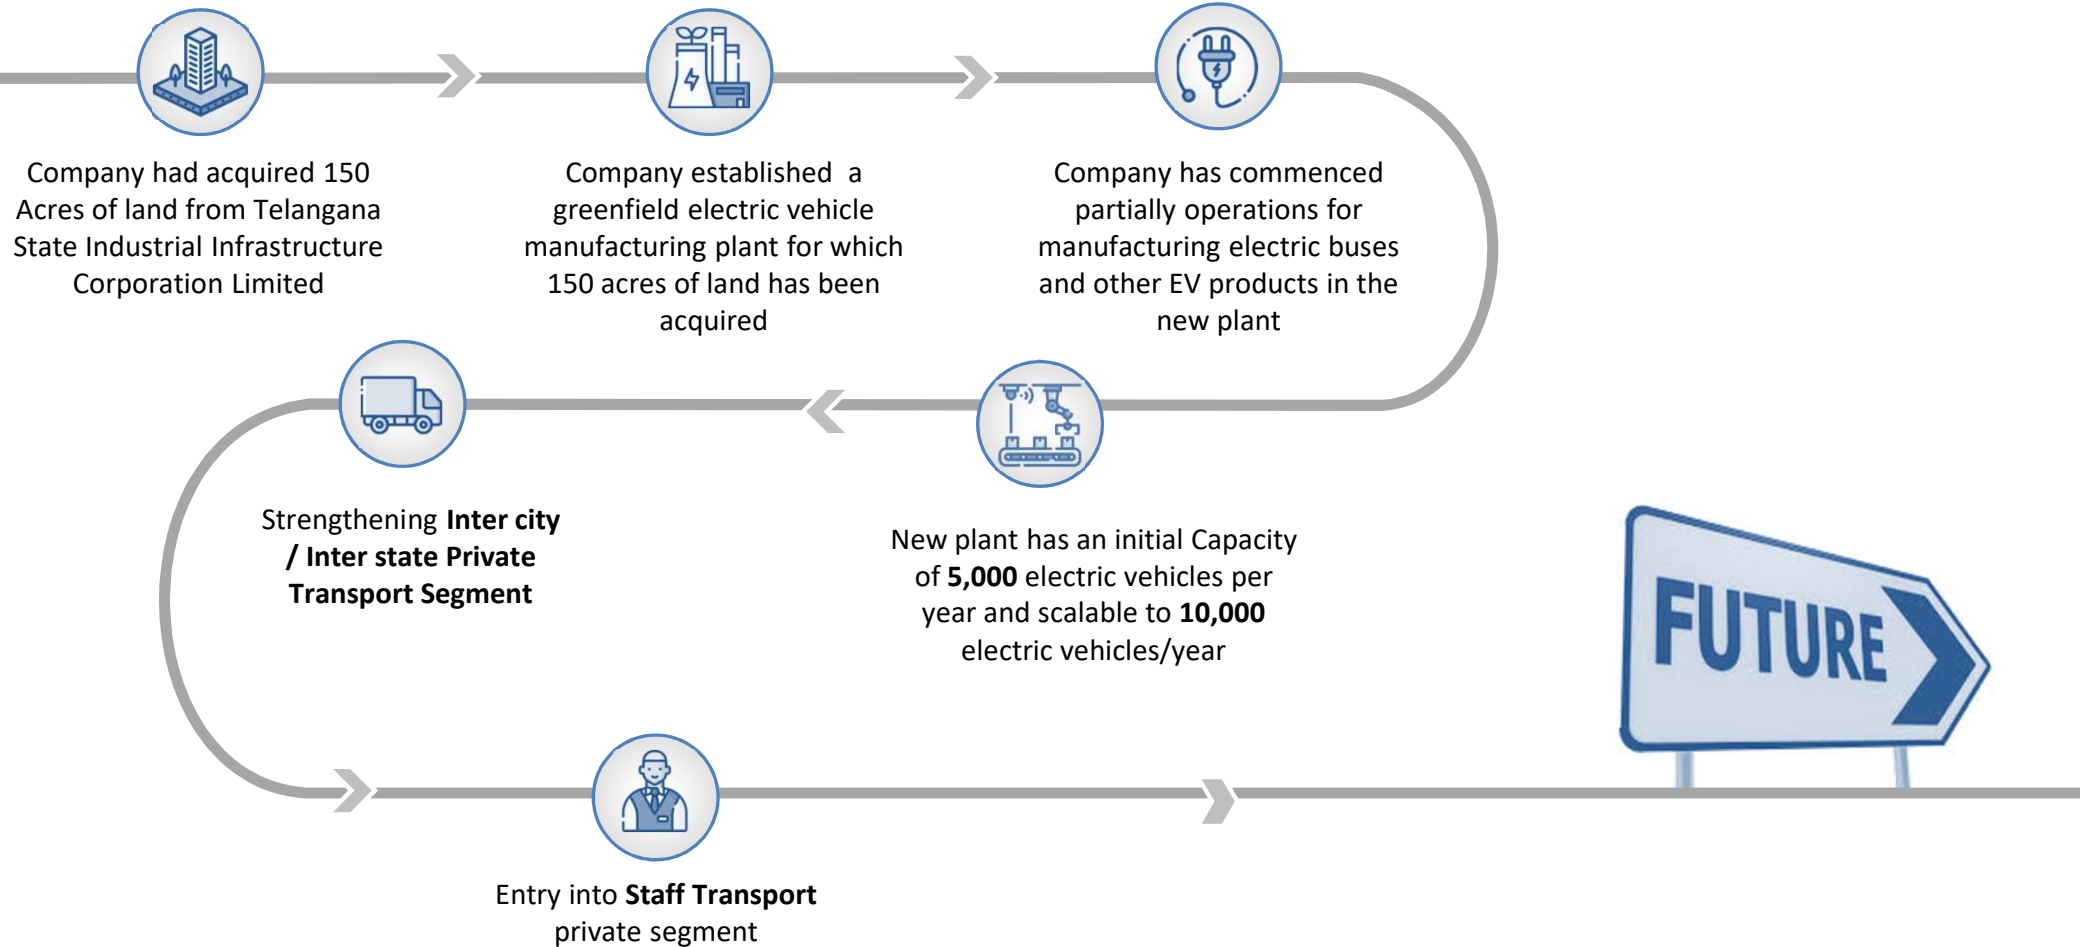 Company had acquired 150
Acres of land from Telangana
State Industrial Infrastructure
Corporation Limited
Company established a
greenfield electric vehicle
manufacturing plant for which
150 acres of land has been
acquired
Company has commenced
partially operations for
manufacturing electric buses
and other EV products in the
new plant
New plant has an initial Capacity
of 5,000 electric vehicles per
year and scalable to 10,000
electric vehicles/year
Strengthening Inter city
/ Inter state Private
Transport Segment
Entry into Staff Transport
private segment
FUTURE